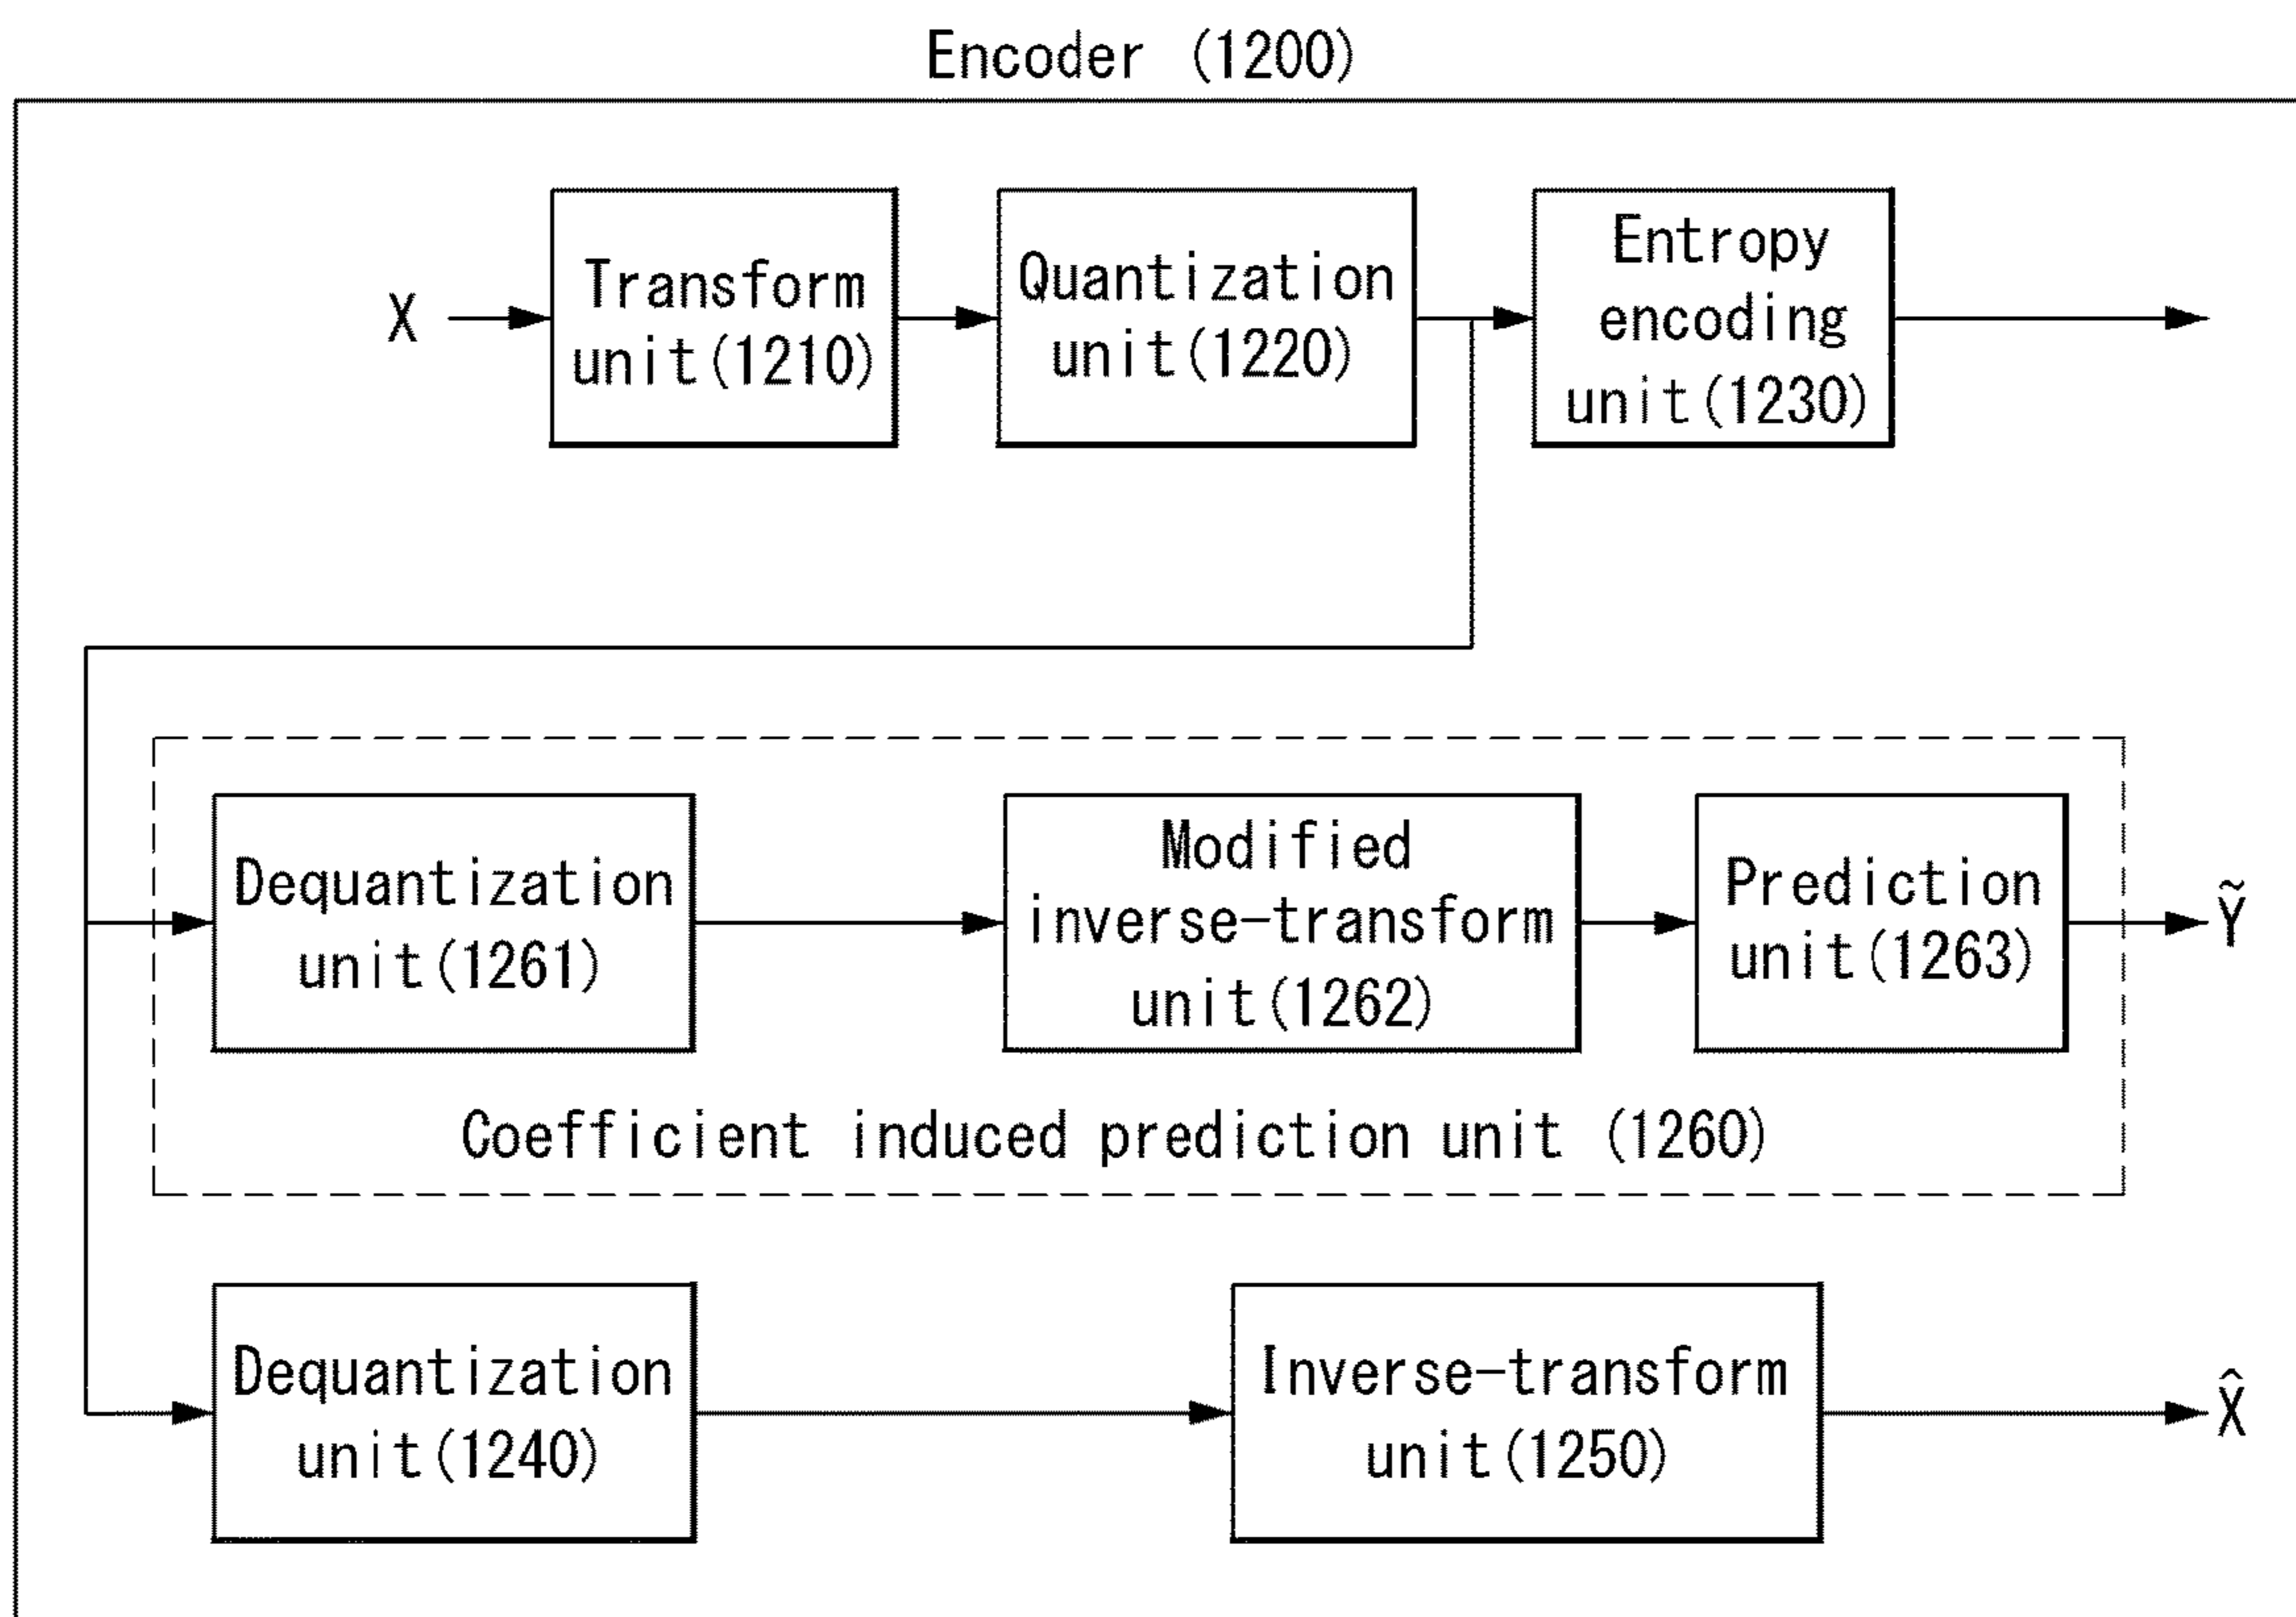 Encoder (1200)
X
Transform
unit(1210)
Quantization
unit(1220)
Entropy
encoding
unit(1230)
Dequantization
unit(1261)
Modified
inverse-transform
unit(1262)
Prediction
unit(1263)
Ỹ
Coefficient induced prediction unit (1260)
Dequantization
unit(1240)
Inverse-transform
unit(1250)
X̂